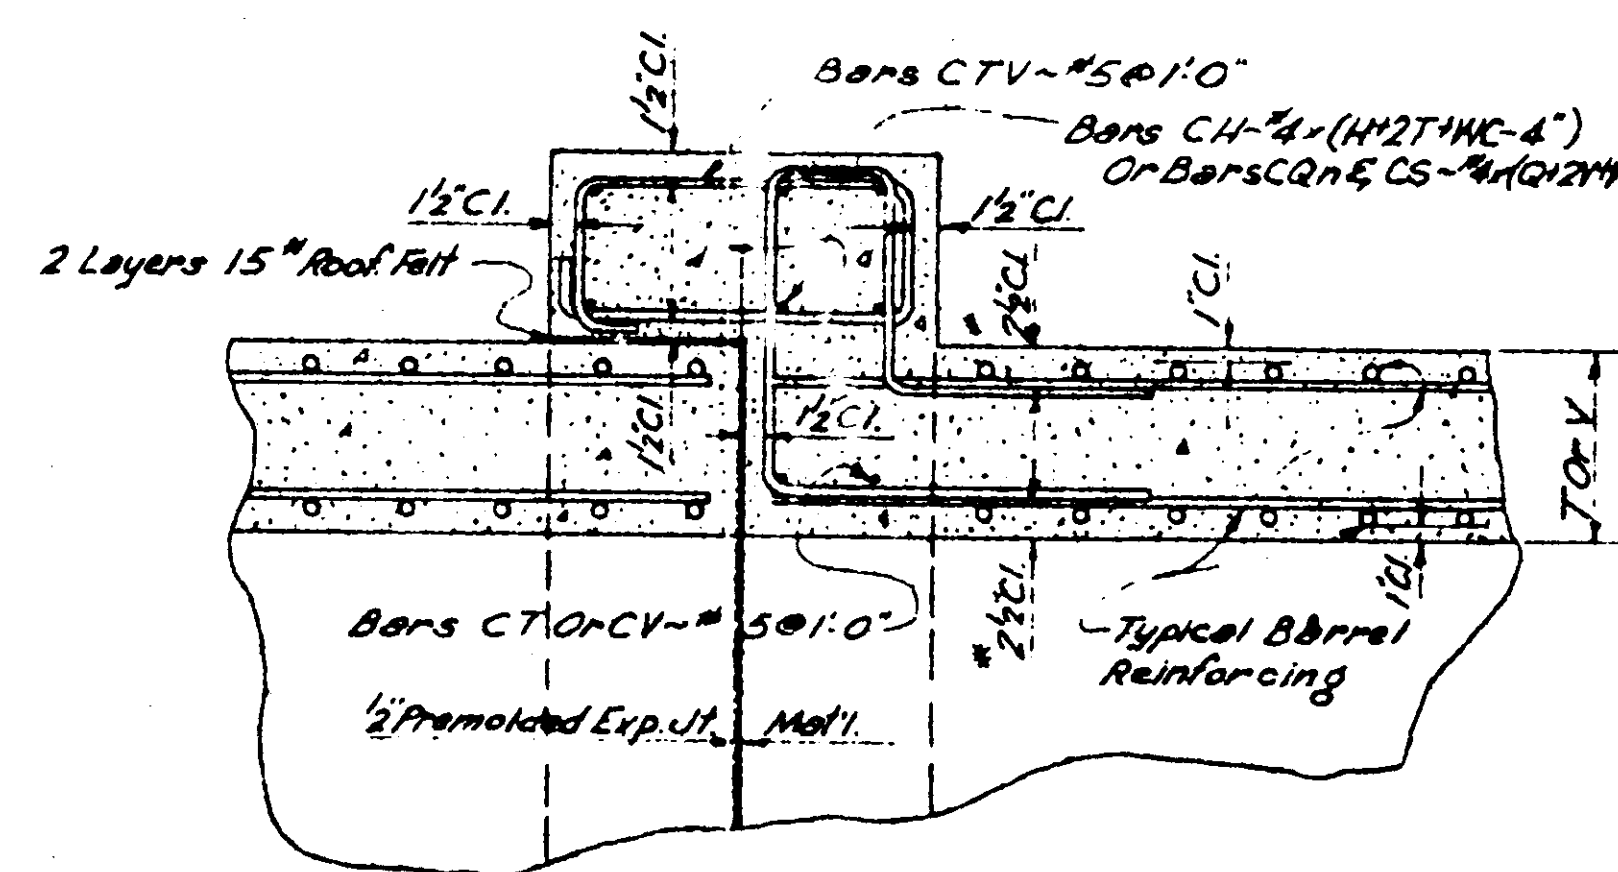 Bars CTV~#5@1'-0"
Bars CH~#4x(H+2T+WC-4")
Or Bars CQn & CS~#4x(Q+2V+
1½"Cl.
1½"Cl.
1½"Cl.
2 Layers 15# Roof Felt
* 2½"Cl.
1"Cl.
1½"Cl.
1½"Cl.
T Or V
Bars CT Or CV~#5@1'-0"
* 2½"Cl.
1"Cl.
Typical Barrel
Reinforcing
½"Premolded Exp. Jt. Mat'l.